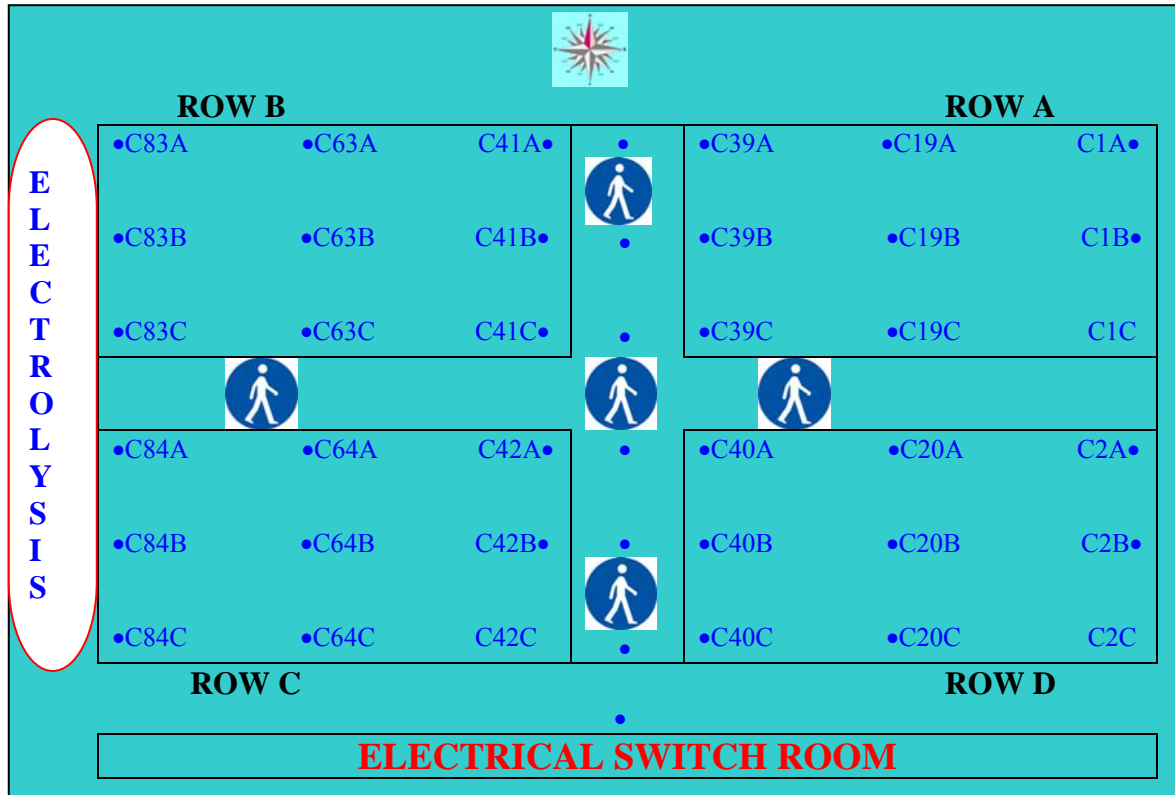 ROW B ROW A
•C83A •C63A C41A• • •C39A •C19A C1A•
•C83B •C63B C41B• • •C39B •C19B C1B•
•C83C •C63C C41C• • •C39C •C19C C1C
ELECTROLYSIS
•C84A •C64A C42A• • •C40A •C20A C2A•
•C84B •C64B C42B• • •C40B •C20B C2B•
•C84C •C64C C42C • •C40C •C20C C2C
ROW C ROW D
•
ELECTRICAL SWITCH ROOM